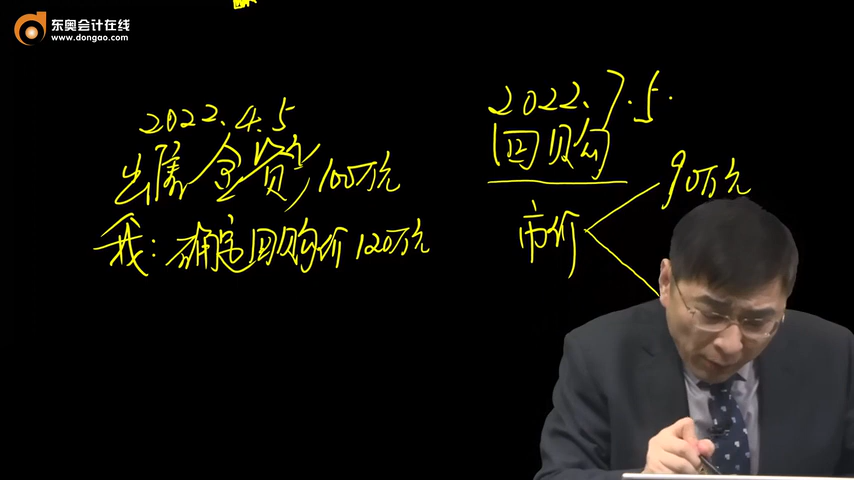 东奥会计在线
www.dongao.com
2022.4.5
出售金资,100万元
我:确定回购价120万元
2022.7.5.
回购
市价
90万元